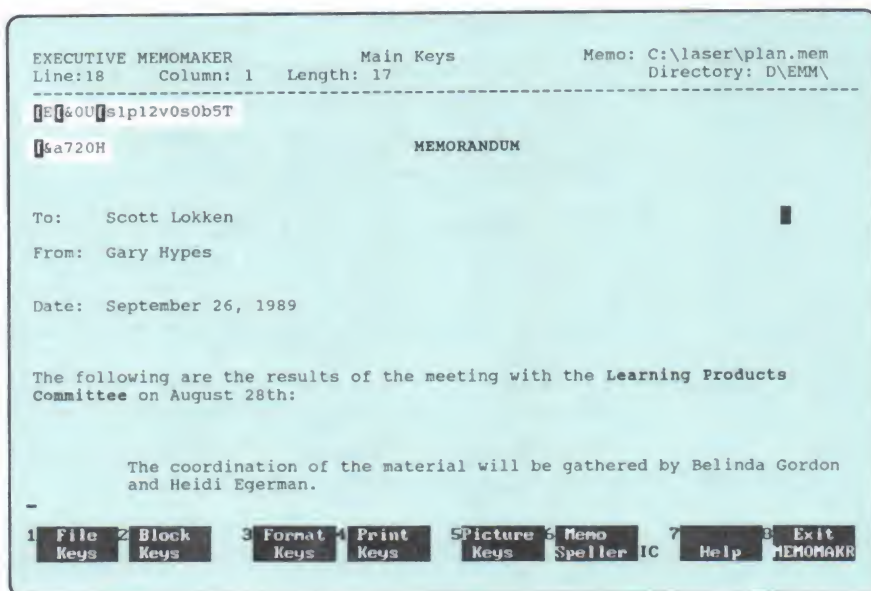 EXECUTIVE MEMOMAKER Main Keys Memo: C:\laser\plan.mem
Line:18 Column: 1 Length: 17 Directory: D\EMM\
E&0Us1p12v0s0b5T
&a720H MEMORANDUM
To: Scott Lokken
From: Gary Hypes
Date: September 26, 1989
The following are the results of the meeting with the Learning Products
Committee on August 28th:
The coordination of the material will be gathered by Belinda Gordon
and Heidi Egerman.
1 File 2 Block 3 Format 4 Print 5 Picture 6 Memo 7 8 Exit
Keys Keys Keys Keys Keys Speller IC Help MEMOMAKR